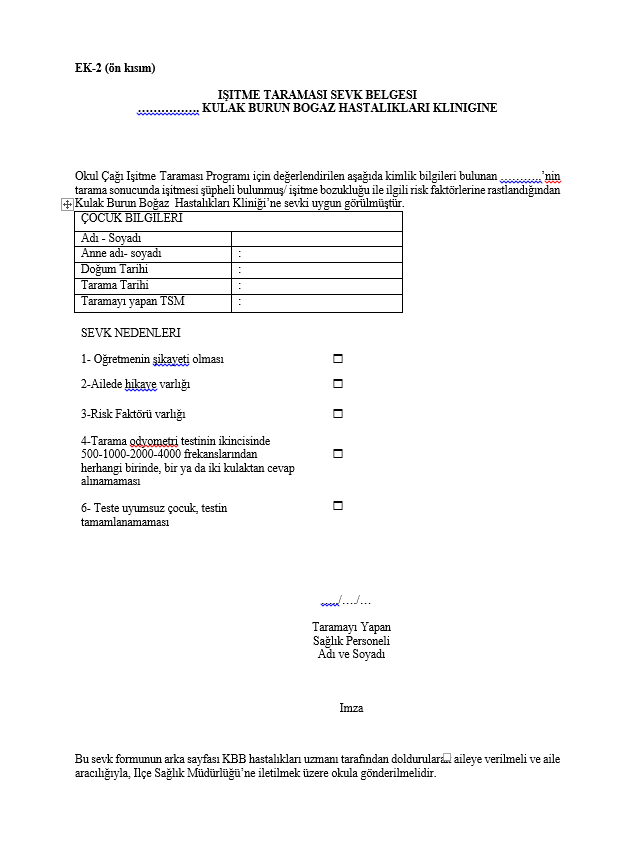 EK-2 (ön kısım)
IŞITME TARAMASI SEVK BELGESI
……………. KULAK BURUN BOGAZ HASTALIKLARI KLINIGINE
Okul Çağı Işitme Taraması Programı için değerlendirilen aşağıda kimlik bilgileri bulunan ………..’nin
tarama sonucunda işitmesi şüpheli bulunmuş/ işitme bozukluğu ile ilgili risk faktörlerine rastlandığından
Kulak Burun Boğaz Hastalıkları Kliniği’ne sevki uygun görülmüştür.
ÇOCUK BILGILERI
Adı - Soyadı
Anne adı- soyadı :
Doğum Tarihi :
Tarama Tarihi :
Taramayı yapan TSM :
SEVK NEDENLERI
1- Oğretmenin şikayeti olması ☐
2-Ailede hikaye varlığı ☐
3-Risk Faktörü varlığı ☐
4-Tarama odyometri testinin ikincisinde
500-1000-2000-4000 frekanslarından ☐
herhangi birinde, bir ya da iki kulaktan cevap
alınamaması
6- Teste uyumsuz çocuk, testin ☐
tamamlanamaması
…../…./…
Taramayı Yapan
Sağlık Personeli
Adı ve Soyadı
Imza
Bu sevk formunun arka sayfası KBB hastalıkları uzmanı tarafından doldurulara aileye verilmeli ve aile
aracılığıyla, Ilçe Sağlık Müdürlüğü’ne iletilmek üzere okula gönderilmelidir.